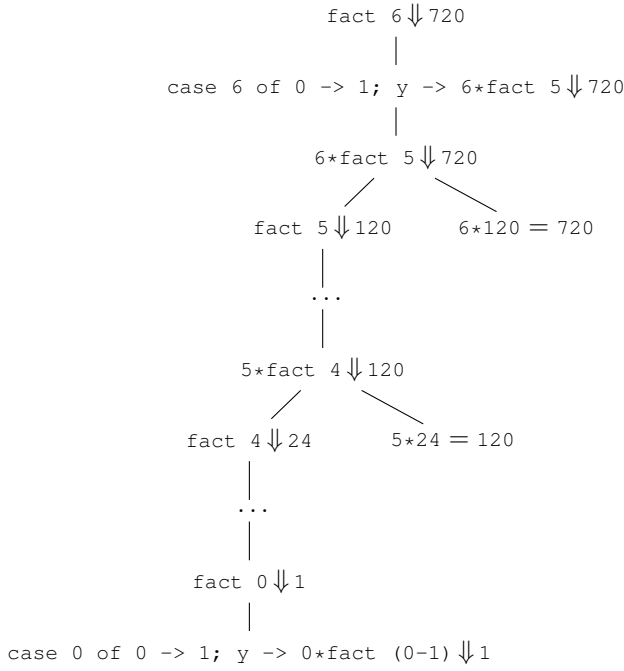 fact 6⇓720
case 6 of 0 -> 1; y -> 6*fact 5⇓720
6*fact 5⇓720
fact 5⇓120 6*120 = 720
...
5*fact 4⇓120
fact 4⇓24 5*24 = 120
...
fact 0⇓1
case 0 of 0 -> 1; y -> 0*fact (0-1)⇓1